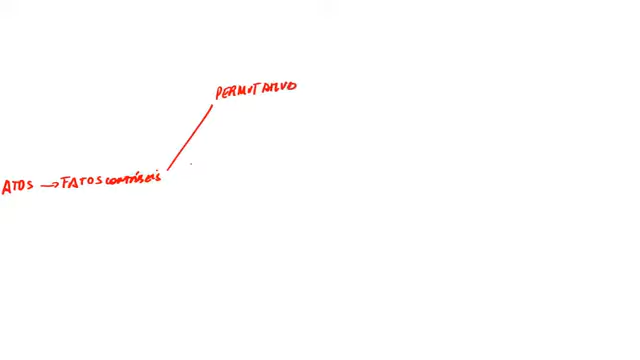 PERMUTATIVO
ATOS → FATOS CONTÁBEIS